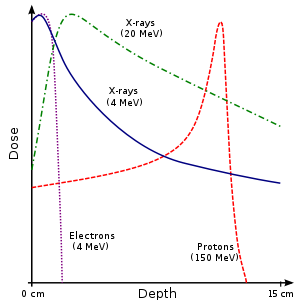 X-rays
(20 MeV)
X-rays
(4 MeV)
Dose
Electrons
(4 MeV)
Protons
(150 MeV)
0 cm
Depth
15 cm